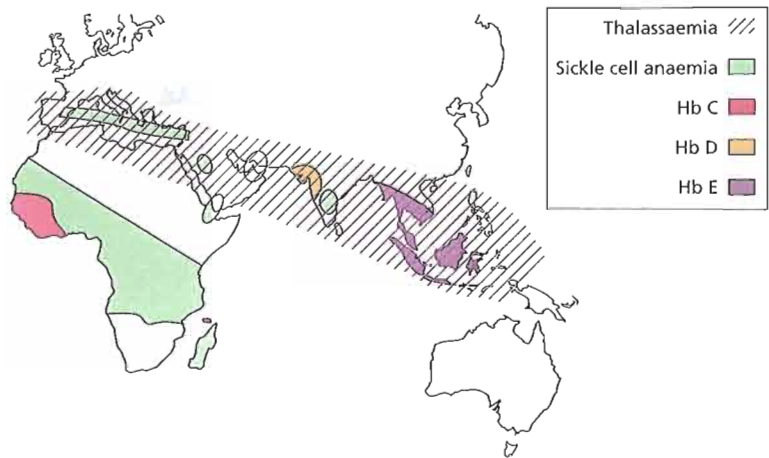 Thalassaemia
Sickle cell anaemia
Hb C
Hb D
Hb E